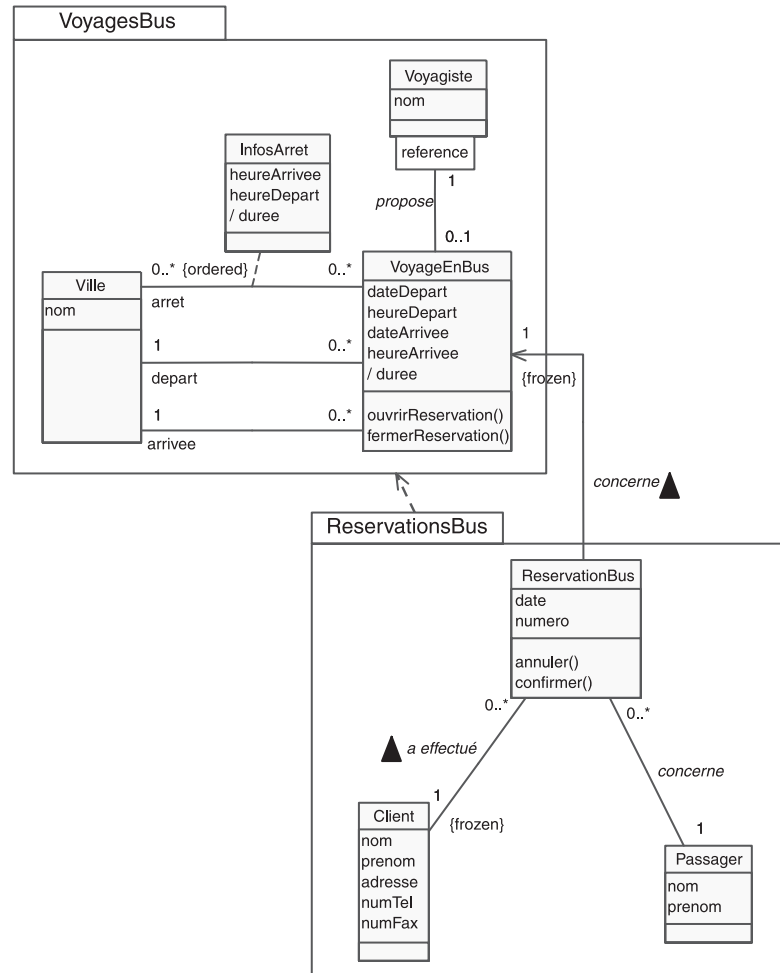 VoyagesBus
Voyagiste
nom
reference
1
propose
0..1
InfosArret
heureArrivee
heureDepart
/ duree
0..* {ordered}
0..*
arret
Ville
nom
1
0..*
depart
1
0..*
arrivee
VoyageEnBus
dateDepart
heureDepart
dateArrivee
heureArrivee
/ duree
ouvrirReservation()
fermerReservation()
1
{frozen}
concerne
ReservationsBus
ReservationBus
date
numero
annuler()
confirmer()
0..*
0..*
a effectué
concerne
1
{frozen}
1
Client
nom
prenom
adresse
numTel
numFax
Passager
nom
prenom